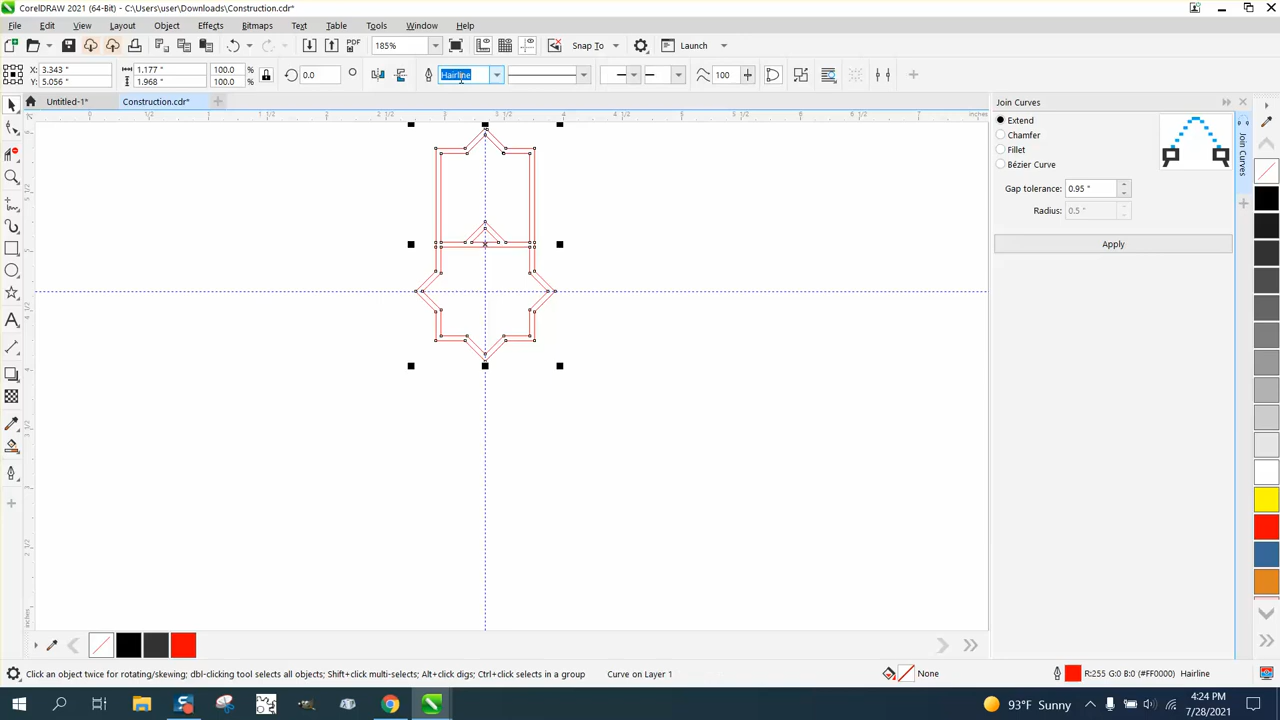 CorelDRAW 2021 (64-Bit) - C:\Users\user\Downloads\Construction.cdr*
File Edit View Layout Object Effects Bitmaps Text Table Tools Window Help
185% Snap To Launch
X: 3.343 " 1.177 " 100.0 % 0.0 ° Hairline 100
Y: 5.056 " 1.968 " 100.0 %
Untitled-1* Construction.cdr*
Join Curves
Extend
Chamfer
Fillet
Bézier Curve
Gap tolerance: 0.95 "
Radius: 0.5 "
Apply
Join Curves
inches
inches
Click an object twice for rotating/skewing; dbl-clicking tool selects all objects; Shift+click multi-selects; Alt+click digs; Ctrl+click selects in a group Curve on Layer 1 None R:255 G:0 B:0 (#FF0000) Hairline
93°F Sunny 4:24 PM
7/28/2021